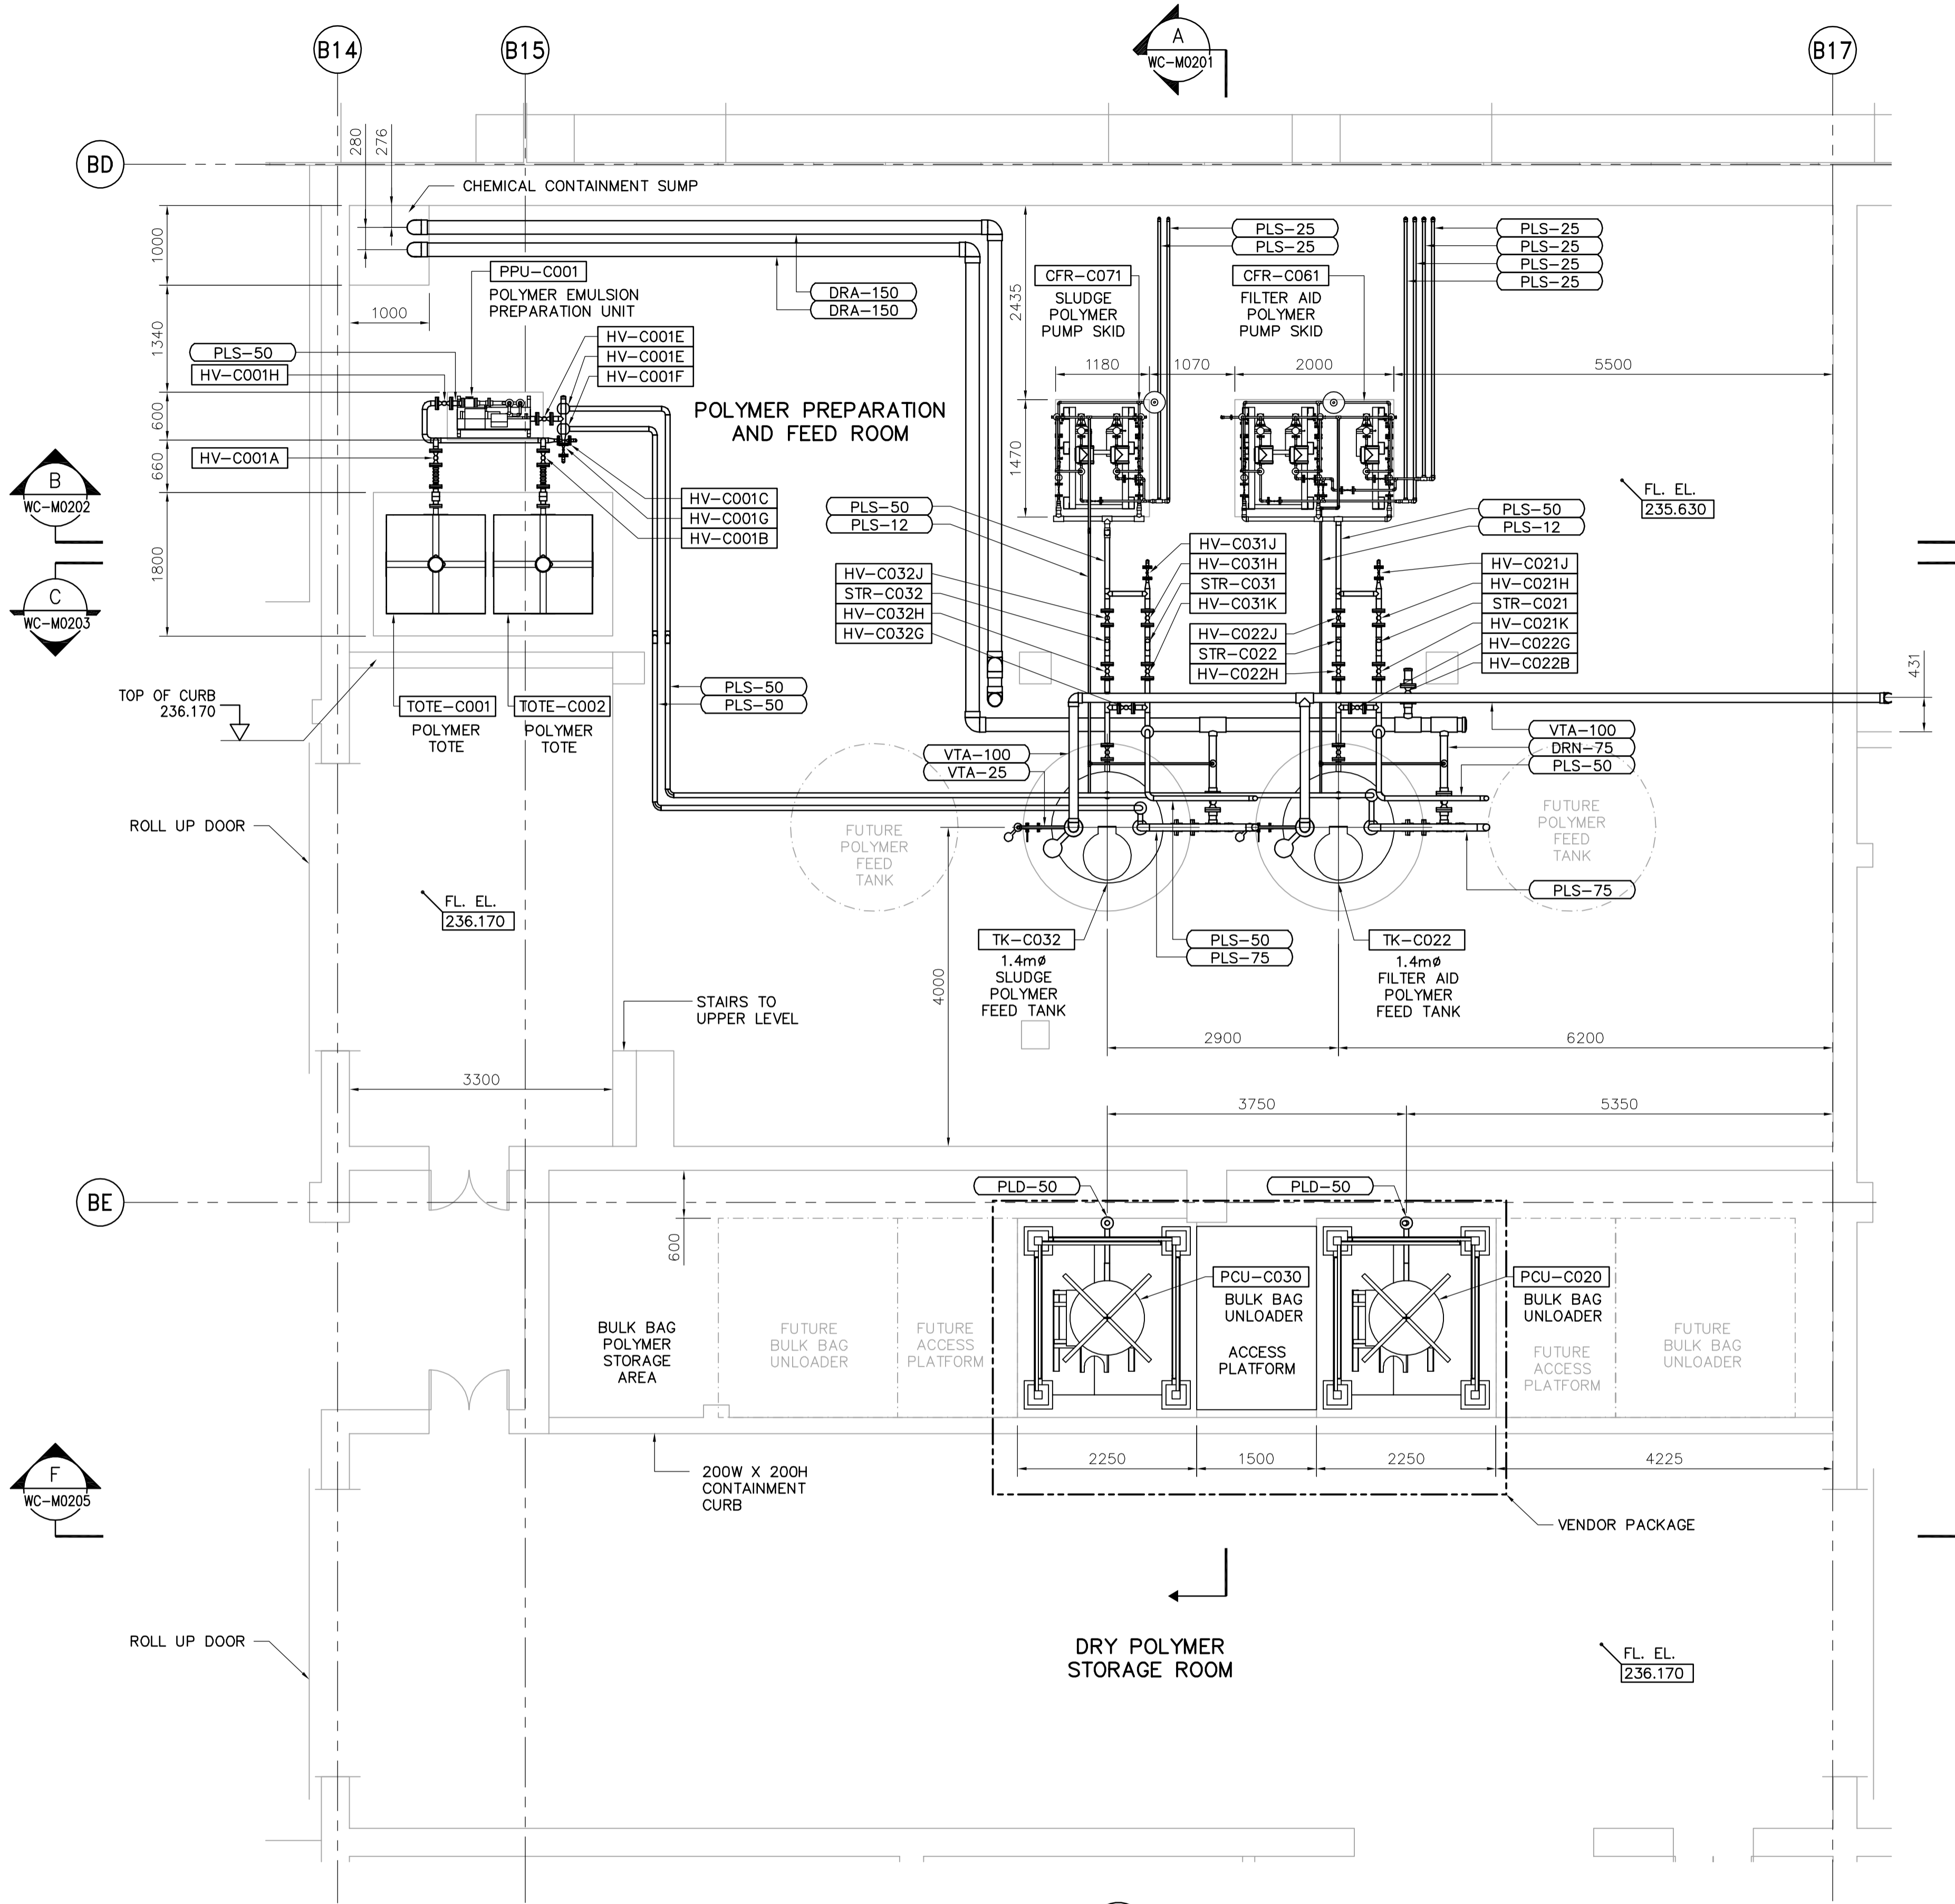 B14
B15
A
WC-M0201
B17
BD
280
276
CHEMICAL CONTAINMENT SUMP
1000
1000
1340
600
660
1800
PPU-C001
POLYMER EMULSION
PREPARATION UNIT
DRA-150
DRA-150
PLS-50
HV-C001H
HV-C001A
HV-C001E
HV-C001E
HV-C001F
HV-C001C
HV-C001G
HV-C001B
POLYMER PREPARATION
AND FEED ROOM
2435
1470
CFR-C071
SLUDGE
POLYMER
PUMP SKID
PLS-25
PLS-25
CFR-C061
FILTER AID
POLYMER
PUMP SKID
PLS-25
PLS-25
PLS-25
PLS-25
1180
1070
2000
5500
B
WC-M0202
C
WC-M0203
FL. EL.
235.630
PLS-50
PLS-12
PLS-50
PLS-12
HV-C032J
STR-C032
HV-C032H
HV-C032G
HV-C031J
HV-C031H
STR-C031
HV-C031K
HV-C022J
STR-C022
HV-C022H
HV-C021J
HV-C021H
STR-C021
HV-C021K
HV-C022G
HV-C022B
431
TOP OF CURB
236.170
TOTE-C001
POLYMER
TOTE
TOTE-C002
POLYMER
TOTE
PLS-50
PLS-50
VTA-100
VTA-25
VTA-100
DRN-75
PLS-50
ROLL UP DOOR
FUTURE
POLYMER
FEED
TANK
FUTURE
POLYMER
FEED
TANK
PLS-75
FL. EL.
236.170
TK-C032
1.4mø
SLUDGE
POLYMER
FEED TANK
PLS-50
PLS-75
TK-C022
1.4mø
FILTER AID
POLYMER
FEED TANK
4000
STAIRS TO
UPPER LEVEL
2900
6200
3300
3750
5350
BE
PLD-50
PLD-50
600
BULK BAG
POLYMER
STORAGE
AREA
FUTURE
BULK BAG
UNLOADER
FUTURE
ACCESS
PLATFORM
PCU-C030
BULK BAG
UNLOADER
ACCESS
PLATFORM
PCU-C020
BULK BAG
UNLOADER
FUTURE
ACCESS
PLATFORM
FUTURE
BULK BAG
UNLOADER
2250
1500
2250
4225
F
WC-M0205
200W X 200H
CONTAINMENT
CURB
VENDOR PACKAGE
ROLL UP DOOR
DRY POLYMER
STORAGE ROOM
FL. EL.
236.170